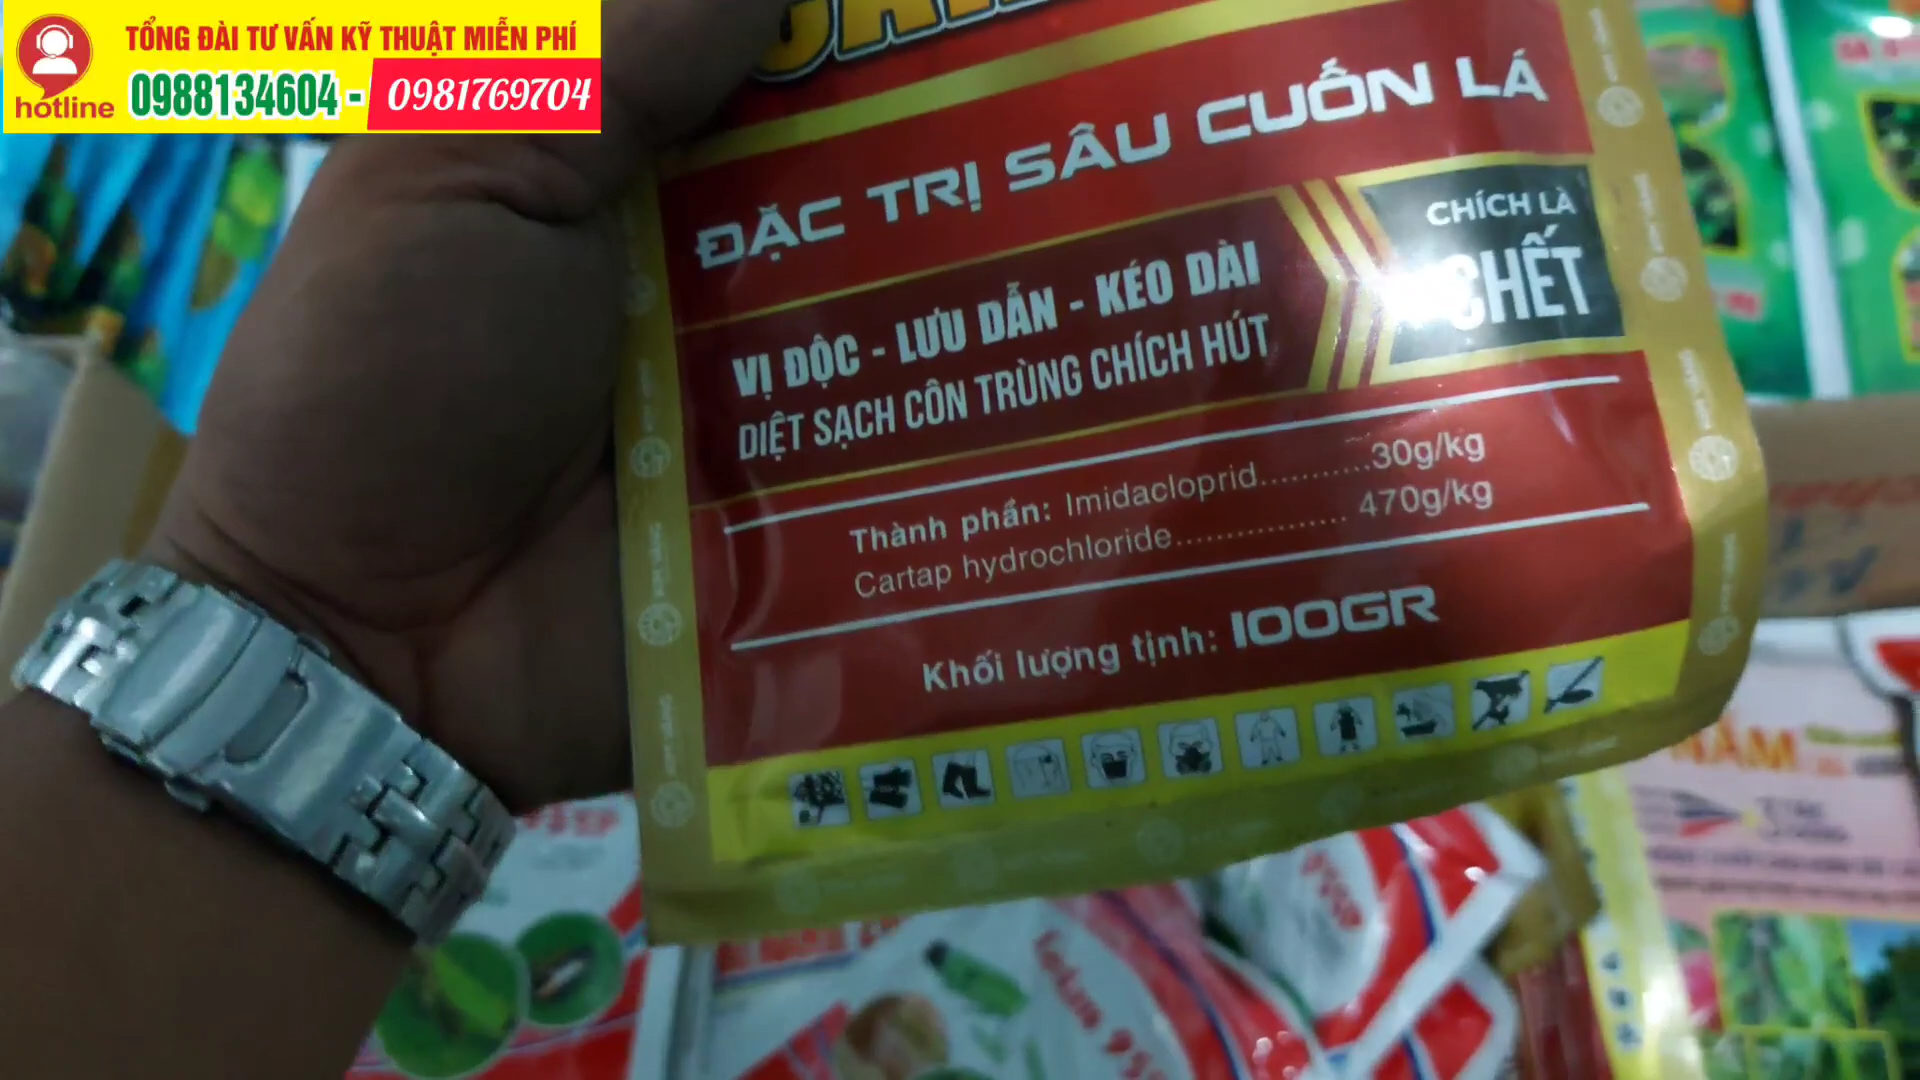 TỔNG ĐÀI TƯ VẤN KỸ THUẬT MIỄN PHÍ
hotline
0988134604 - 0981769704
ĐẶC TRỊ SÂU CUỐN LÁ
VỊ ĐỘC - LƯU DẪN - KÉO DÀI
DIỆT SẠCH CÔN TRÙNG CHÍCH HÚT
CHÍCH LÀ
CHẾT
Thành phần: Imidacloprid...........30g/kg
Cartap hydrochloride............... 470g/kg
Khối lượng tịnh: 100GR